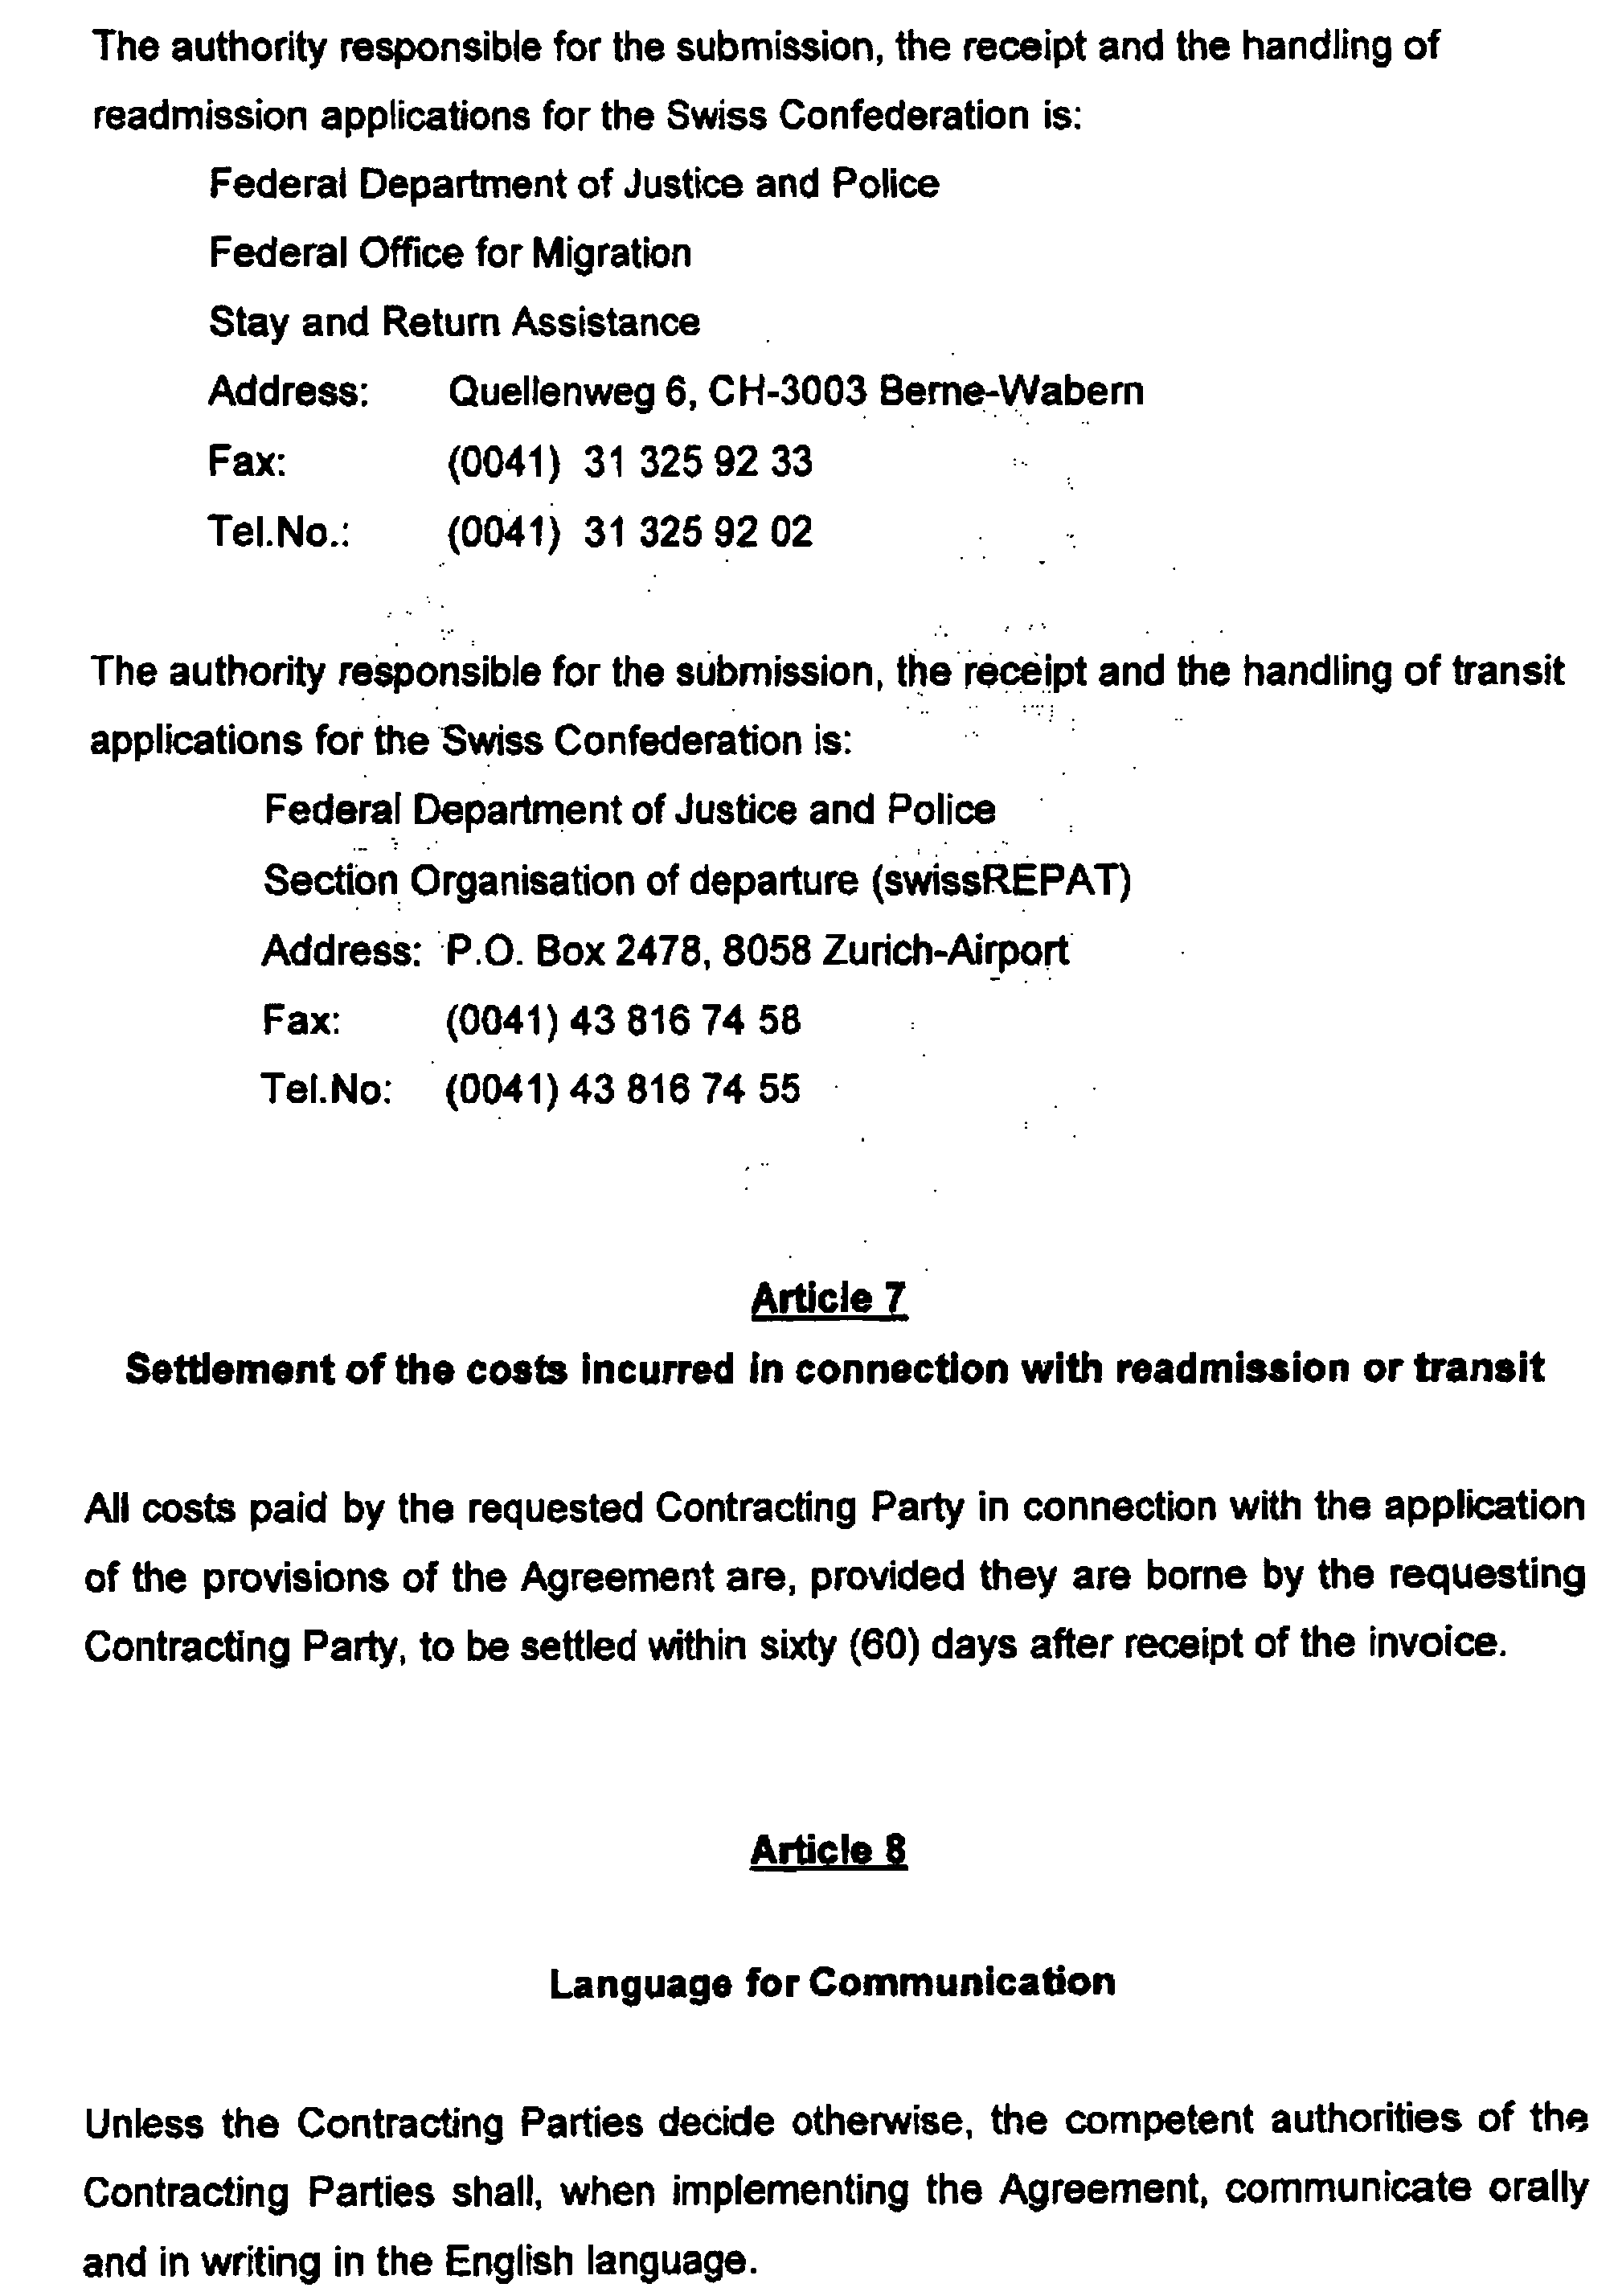 The authority responsible for the submission, the receipt and the handling of
readmission applications for the Swiss Confederation is:
Federal Department of Justice and Police
Federal Office for Migration
Stay and Return Assistance
Address: Quellenweg 6, CH-3003 Berne-Wabern
Fax: (0041) 31 325 92 33
Tel.No.: (0041) 31 325 92 02
The authority responsible for the submission, the receipt and the handling of transit
applications for the Swiss Confederation is:
Federal Department of Justice and Police
Section Organisation of departure (swissREPAT)
Address: P.O. Box 2478, 8058 Zurich-Airport
Fax: (0041) 43 816 74 58
Tel.No: (0041) 43 816 74 55
Article 7
Settlement of the costs incurred in connection with readmission or transit
All costs paid by the requested Contracting Party in connection with the application
of the provisions of the Agreement are, provided they are borne by the requesting
Contracting Party, to be settled within sixty (60) days after receipt of the invoice.
Article 8
Language for Communication
Unless the Contracting Parties decide otherwise, the competent authorities of the
Contracting Parties shall, when implementing the Agreement, communicate orally
and in writing in the English language.